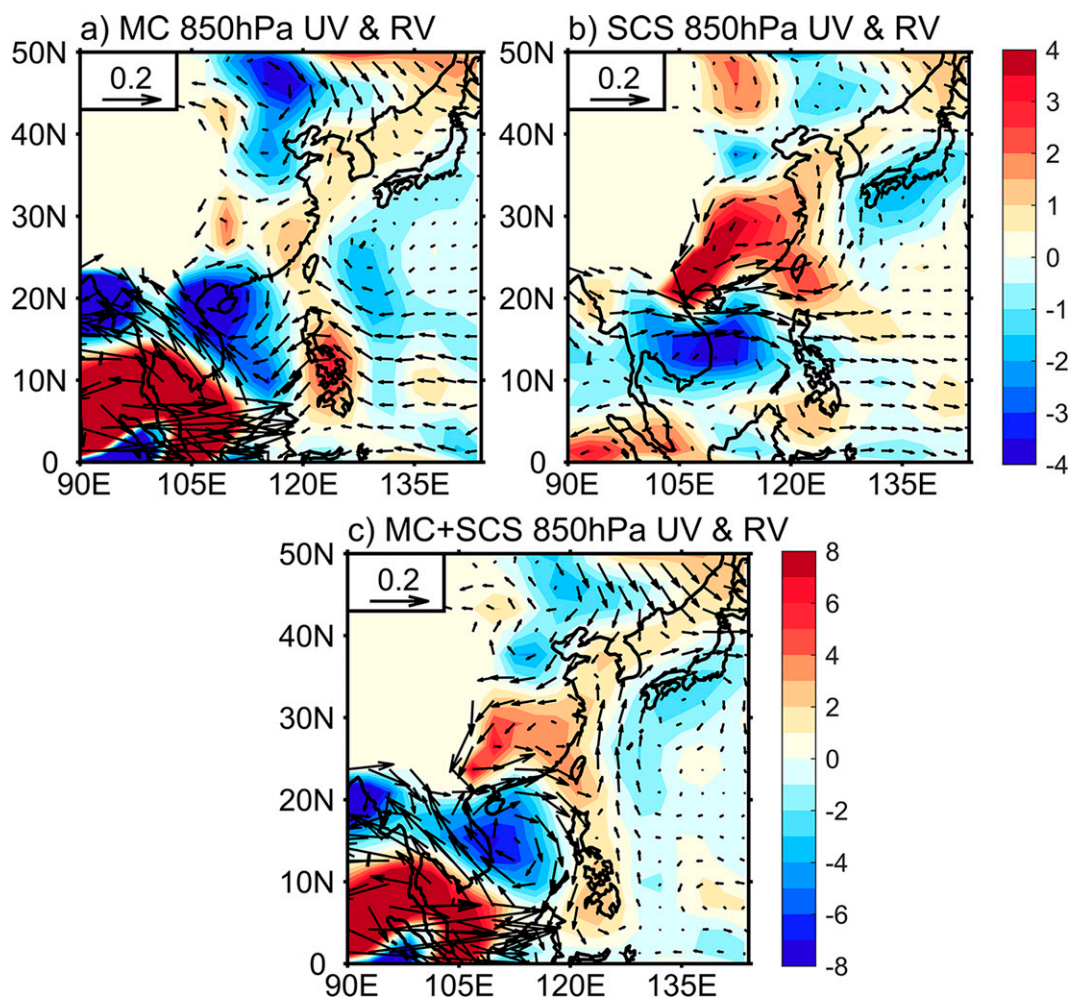 a) MC 850hPa UV & RV
50N
40N
30N
20N
10N
0
90E 105E 120E 135E
0.2
b) SCS 850hPa UV & RV
50N
40N
30N
20N
10N
0
90E 105E 120E 135E
0.2
4
3
2
1
0
-1
-2
-3
-4
c) MC+SCS 850hPa UV & RV
50N
40N
30N
20N
10N
0
90E 105E 120E 135E
0.2
8
6
4
2
0
-2
-4
-6
-8